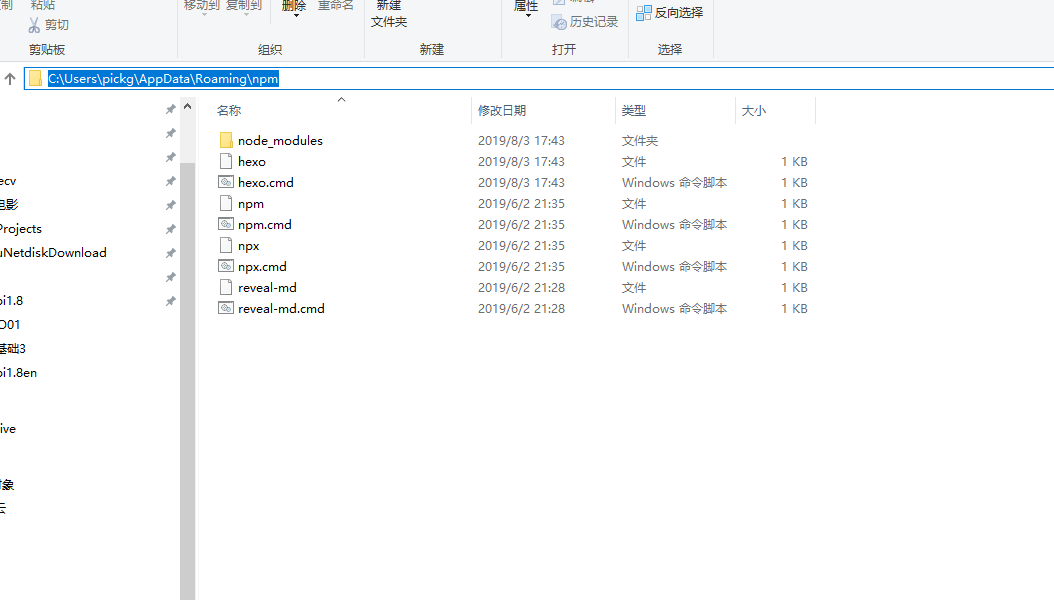 粘贴
剪切
剪贴板
移动到 复制到 删除 重命名
组织
新建
文件夹
新建
属性
历史记录
打开
反向选择
选择
C:\Users\pickg\AppData\Roaming\npm
名称 修改日期 类型 大小
node_modules 2019/8/3 17:43 文件夹
hexo 2019/8/3 17:43 文件 1 KB
hexo.cmd 2019/8/3 17:43 Windows 命令脚本 1 KB
npm 2019/6/2 21:35 文件 1 KB
npm.cmd 2019/6/2 21:35 Windows 命令脚本 1 KB
npx 2019/6/2 21:35 文件 1 KB
npx.cmd 2019/6/2 21:35 Windows 命令脚本 1 KB
reveal-md 2019/6/2 21:28 文件 1 KB
reveal-md.cmd 2019/6/2 21:28 Windows 命令脚本 1 KB
ecv
电影
Projects
uNetdiskDownload
oi1.8
O01
基础3
oi1.8en
ive
对象
云